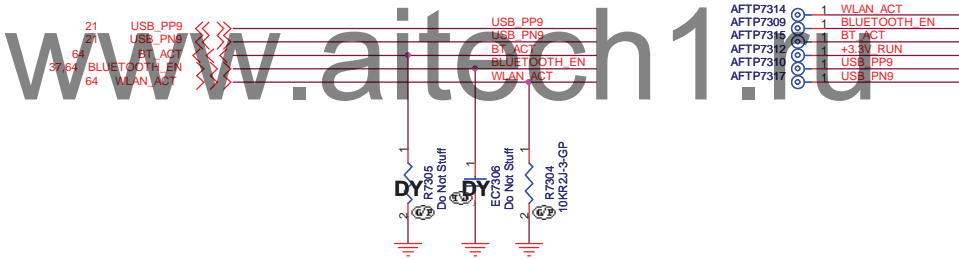 21 USB_PP9 USB_PP9
21 USB_PN9 USB_PN9
64 BT_ACT BT_ACT
37,64 BLUETOOTH_EN BLUETOOTH_EN
64 WLAN_ACT WLAN_ACT
AFTP7314 1 WLAN_ACT
AFTP7309 1 BLUETOOTH_EN
AFTP7315 1 BT_ACT
AFTP7312 1 +3.3V_RUN
AFTP7310 1 USB_PP9
AFTP7317 1 USB_PN9
www.aitech1.ru
1
2
DY
R7305
Do Not Stuff
1
2
DY
EC7306
Do Not Stuff
1
2
R7304
10KR2J-3-GP